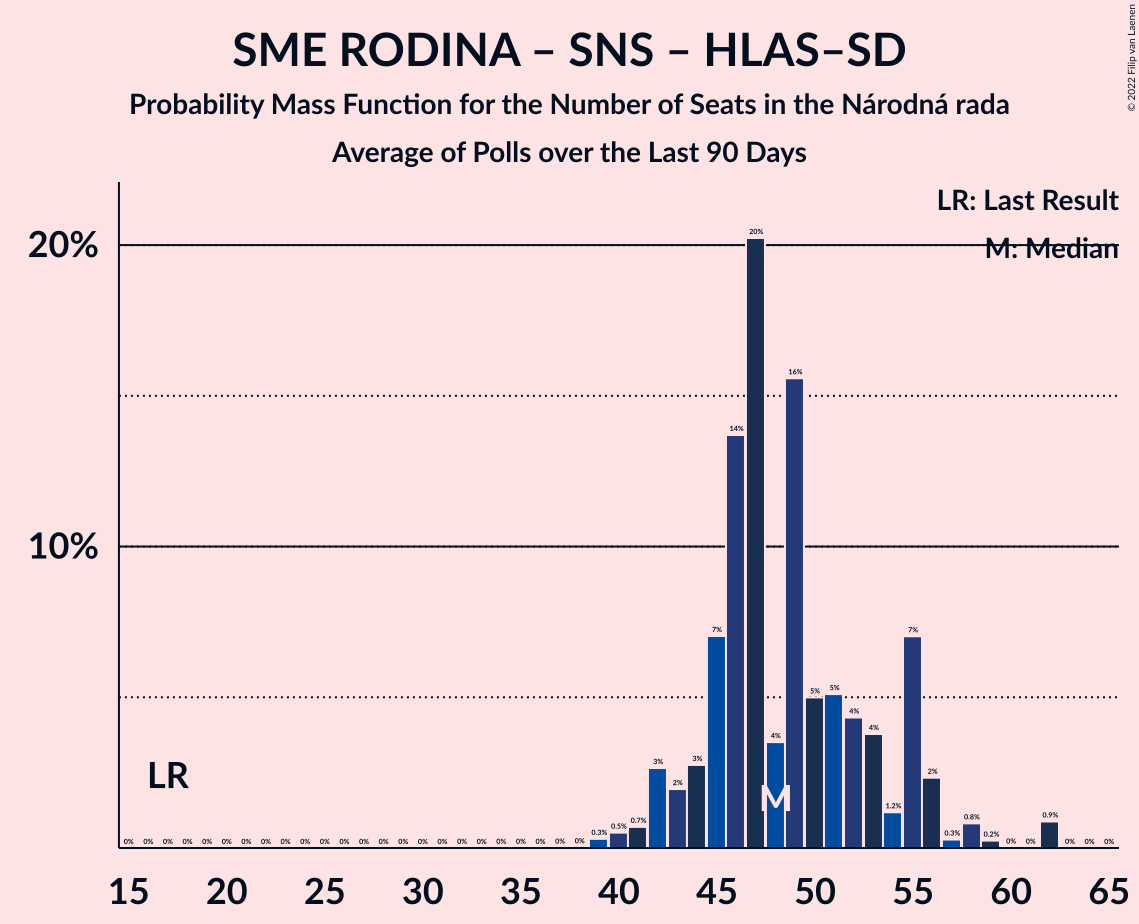 SME RODINA – SNS – HLAS–SD
Probability Mass Function for the Number of Seats in the Národná rada
Average of Polls over the Last 90 Days
© 2022 Filip van Laenen
LR: Last Result
M: Median
20%
10%
20%
16%
14%
7%
7%
5%
5%
4%
4%
4%
3%
3%
2%
2%
1.2%
0.9%
0.8%
0.7%
0.5%
0.3%
0.3%
0.2%
LR
M
0% 0% 0% 0% 0% 0% 0% 0% 0% 0% 0% 0% 0% 0% 0% 0% 0% 0% 0% 0% 0% 0% 0% 0% 0% 0% 0% 0% 0%
15 20 25 30 35 40 45 50 55 60 65